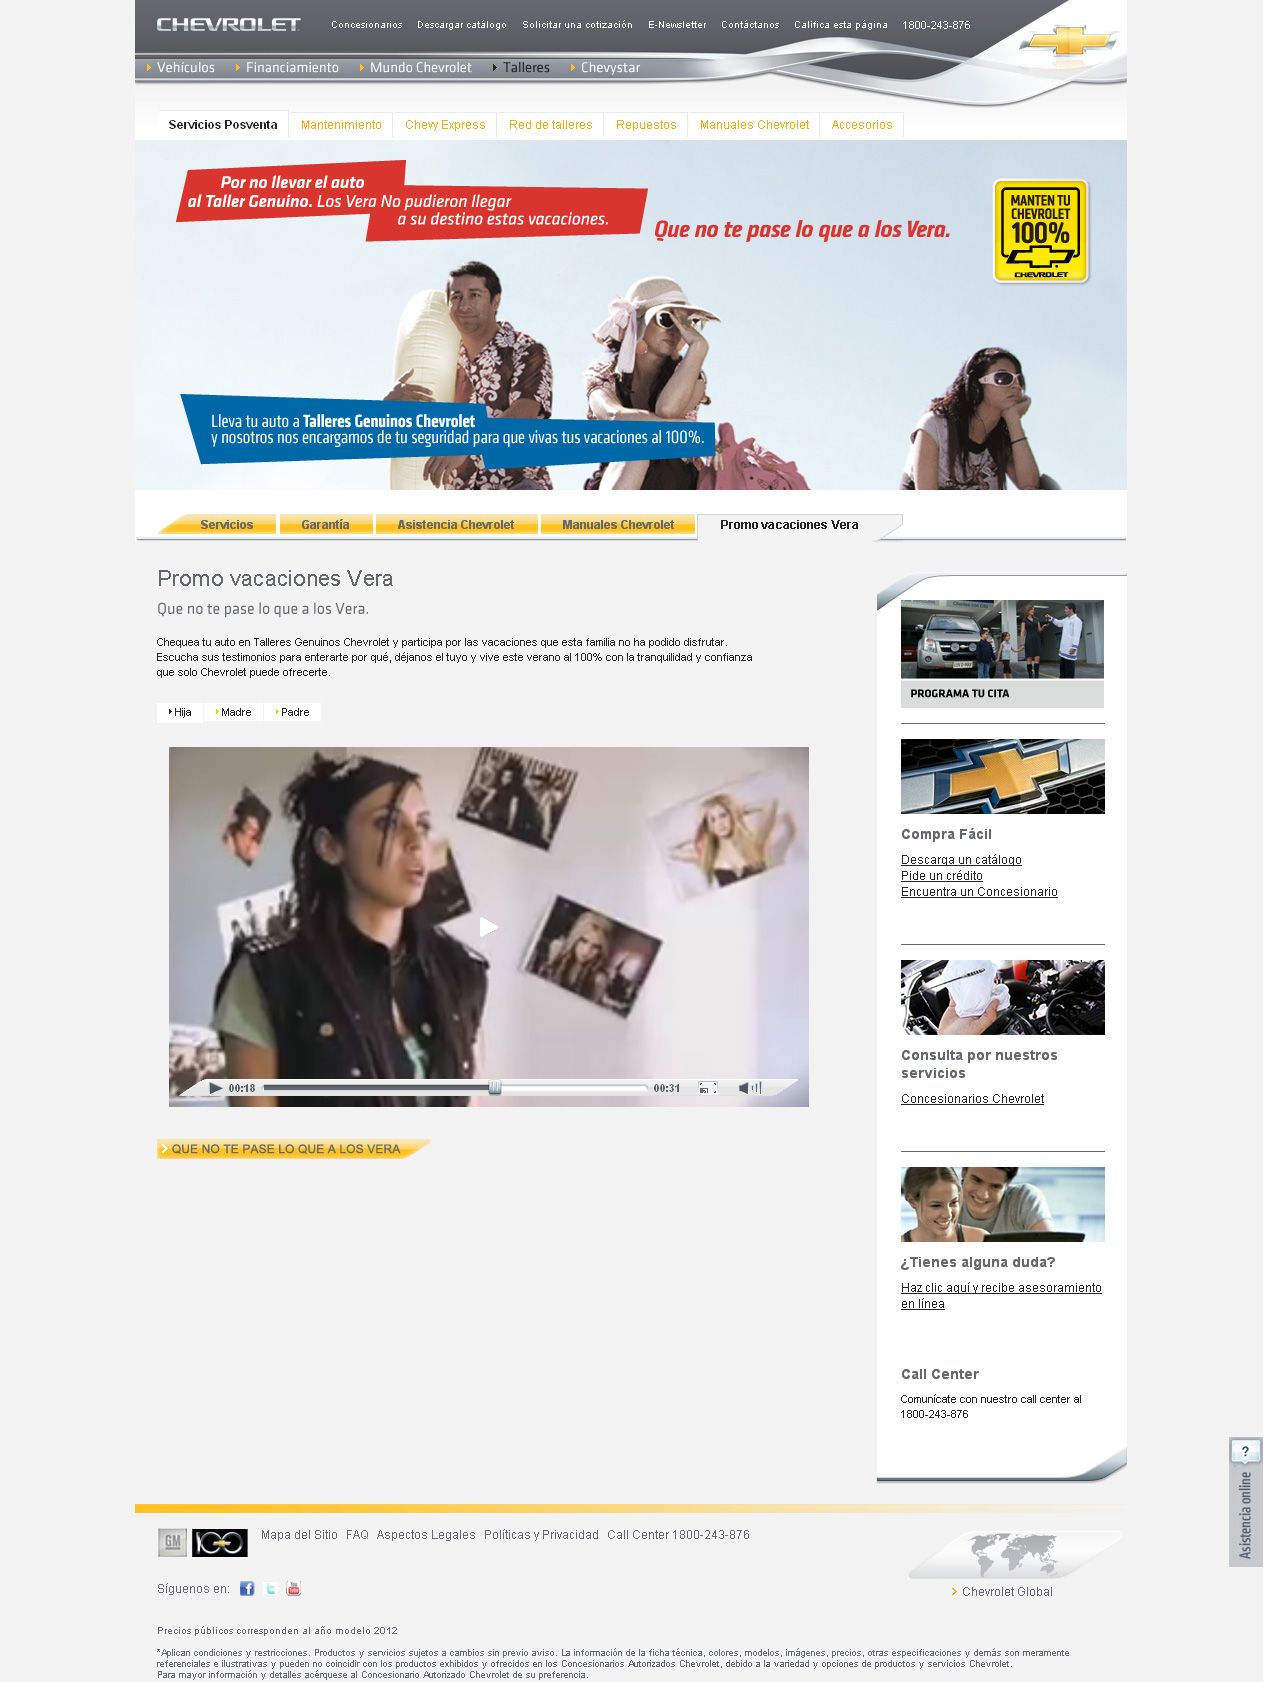 CHEVROLET
Concesionarios Descargar catálogo Solicitar una cotización E-Newsletter Contáctanos Califica esta página 1800-243-876
Vehículos Financiamiento Mundo Chevrolet Talleres Chevystar
Servicios Posventa Mantenimiento Chevy Express Red de talleres Repuestos Manuales Chevrolet Accesorios
Por no llevar el auto
al Taller Genuino. Los Vera No pudieron llegar
a su destino estas vacaciones.
Que no te pase lo que a los Vera.
MANTEN TU
CHEVROLET
100%
CHEVROLET
Lleva tu auto a Talleres Genuinos Chevrolet
y nosotros nos encargamos de tu seguridad para que vivas tus vacaciones al 100%.
Servicios Garantía Asistencia Chevrolet Manuales Chevrolet Promo vacaciones Vera
Promo vacaciones Vera
Que no te pase lo que a los Vera.
Chequea tu auto en Talleres Genuinos Chevrolet y participa por las vacaciones que esta familia no ha podido disfrutar.
Escucha sus testimonios para enterarte por qué, déjanos el tuyo y vive este verano al 100% con la tranquilidad y confianza
que solo Chevrolet puede ofrecerte.
Hija Madre Padre
00:18 00:31
QUE NO TE PASE LO QUE A LOS VERA
PROGRAMA TU CITA
Compra Fácil
Descarga un catálogo
Pide un crédito
Encuentra un Concesionario
Consulta por nuestros
servicios
Concesionarios Chevrolet
¿Tienes alguna duda?
Haz clic aquí y recibe asesoramiento
en línea
Call Center
Comunícate con nuestro call center al
1800-243-876
?
Asistencia online
GM 100 Mapa del Sitio FAQ Aspectos Legales Políticas y Privacidad Call Center 1800-243-876
Síguenos en:
Chevrolet Global
Precios públicos corresponden al año modelo 2012
*Aplican condiciones y restricciones. Productos y servicios sujetos a cambios sin previo aviso. La información de la ficha técnica, colores, modelos, imágenes, precios, otras especificaciones y demás son meramente
referenciales e ilustrativas y pueden no coincidir con los productos exhibidos y ofrecidos en los Concesionarios Autorizados Chevrolet, debido a la variedad y opciones de productos y servicios Chevrolet.
Para mayor información y detalles acérquese al Concesionario Autorizado Chevrolet de su preferencia.